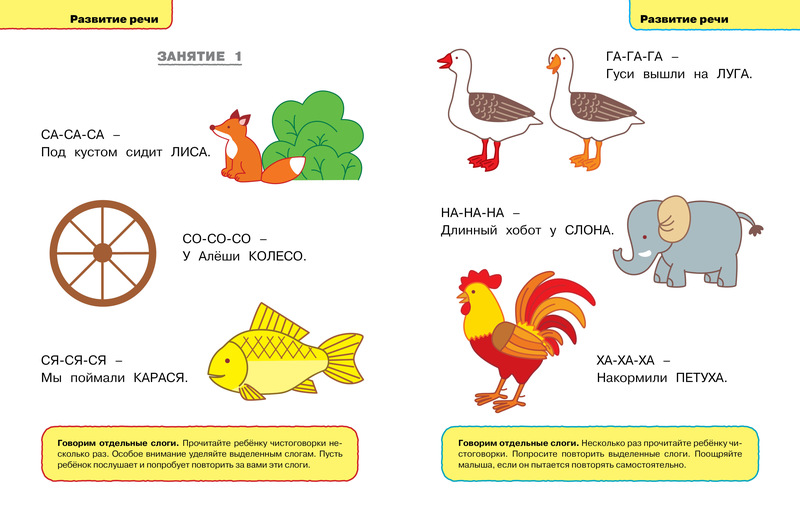 Развитие речи
ЗАНЯТИЕ 1
СА-СА-СА –
Под кустом сидит ЛИСА.
СО-СО-СО –
У Алёши КОЛЕСО.
СЯ-СЯ-СЯ –
Мы поймали КАРАСЯ.
Говорим отдельные слоги. Прочитайте ребёнку чистоговорки не-
сколько раз. Особое внимание уделяйте выделенным слогам. Пусть
ребёнок послушает и попробует повторить за вами эти слоги.
Развитие речи
ГА-ГА-ГА –
Гуси вышли на ЛУГА.
НА-НА-НА –
Длинный хобот у СЛОНА.
ХА-ХА-ХА –
Накормили ПЕТУХА.
Говорим отдельные слоги. Несколько раз прочитайте ребёнку чи-
стоговорки. Попросите повторить выделенные слоги. Поощряйте
малыша, если он пытается повторять самостоятельно.